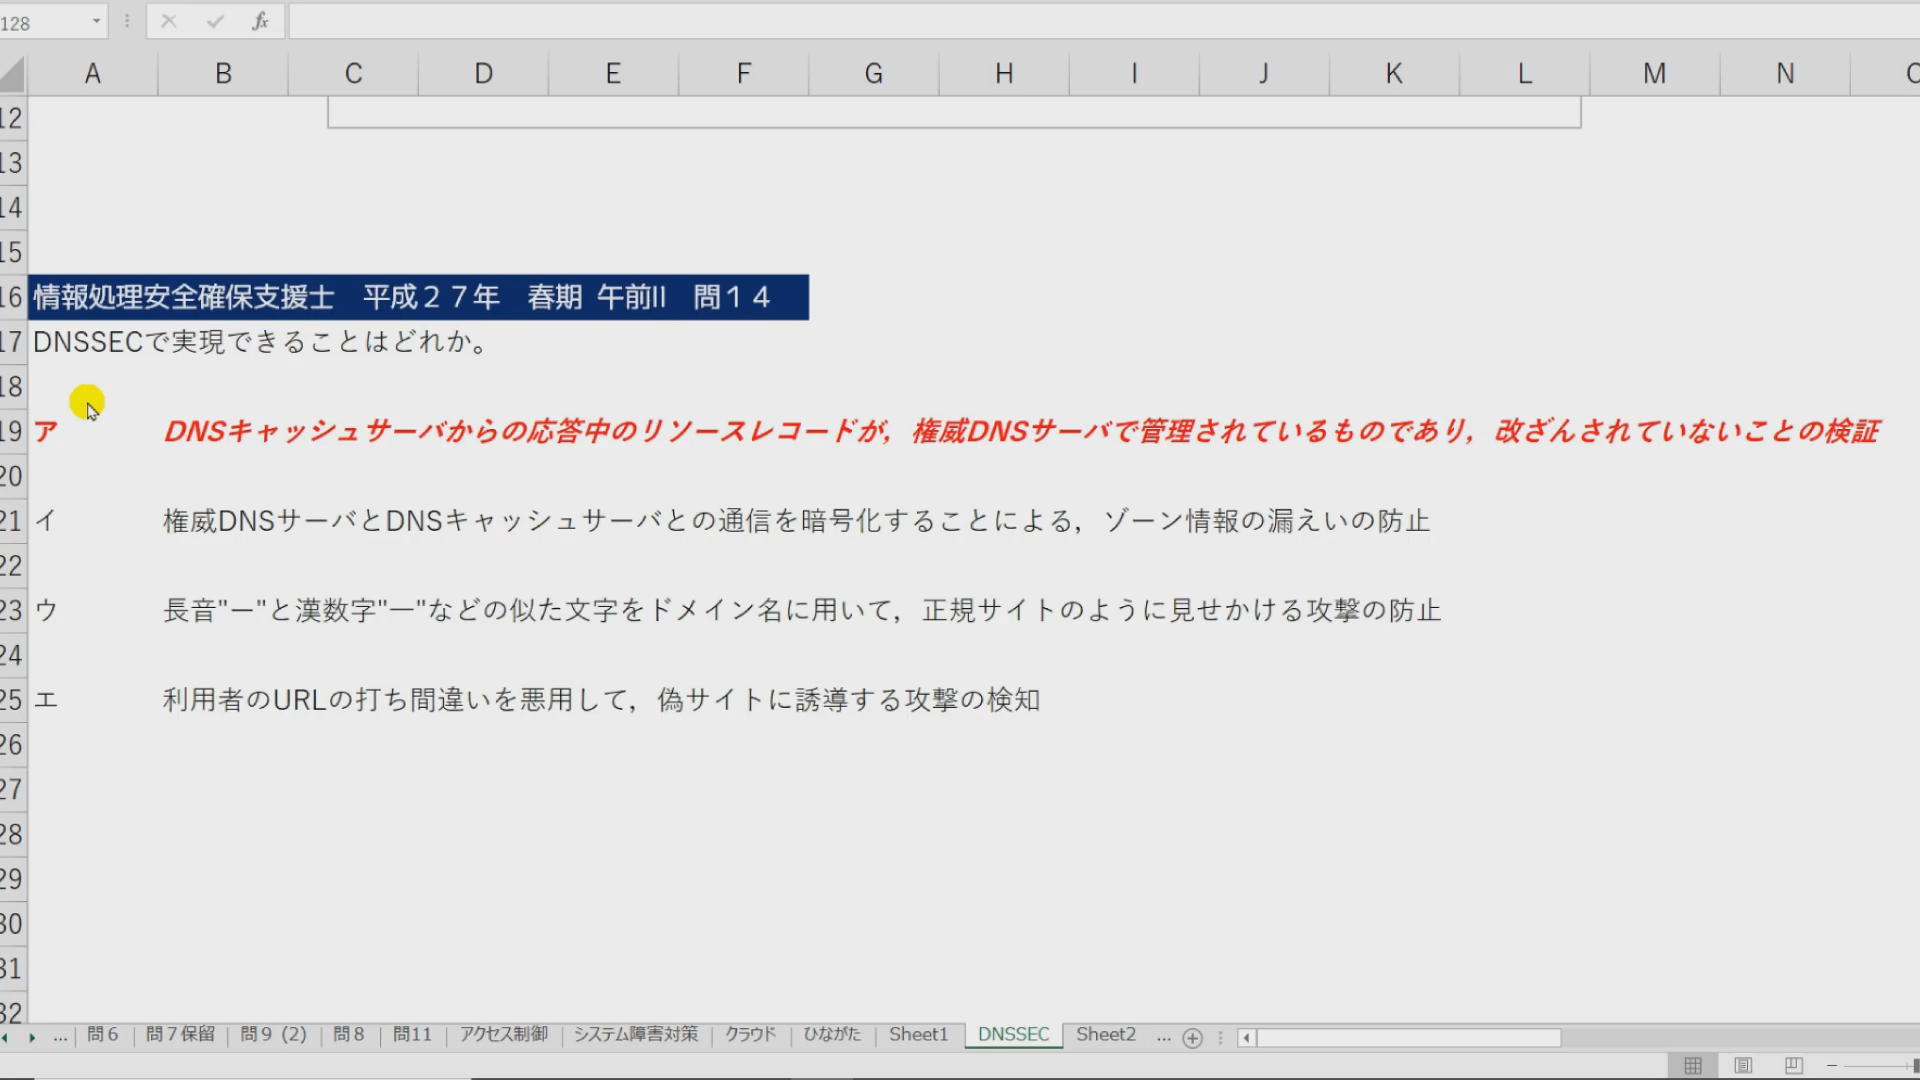 128
fx
A B C D E F G H I J K L M N
12
13
14
15
16 情報処理安全確保支援士　平成２７年　春期 午前II　問１４
17 DNSSECで実現できることはどれか。
18
19 ア DNSキャッシュサーバからの応答中のリソースレコードが，権威DNSサーバで管理されているものであり，改ざんされていないことの検証
20
21 イ 権威DNSサーバとDNSキャッシュサーバとの通信を暗号化することによる，ゾーン情報の漏えいの防止
22
23 ウ 長音"ー"と漢数字"一"などの似た文字をドメイン名に用いて，正規サイトのように見せかける攻撃の防止
24
25 エ 利用者のURLの打ち間違いを悪用して，偽サイトに誘導する攻撃の検知
26
27
28
29
30
31
32
... 問６ 問７保留 問９ (2) 問８ 問11 アクセス制御 システム障害対策 クラウド ひながた Sheet1 DNSSEC Sheet2 ...